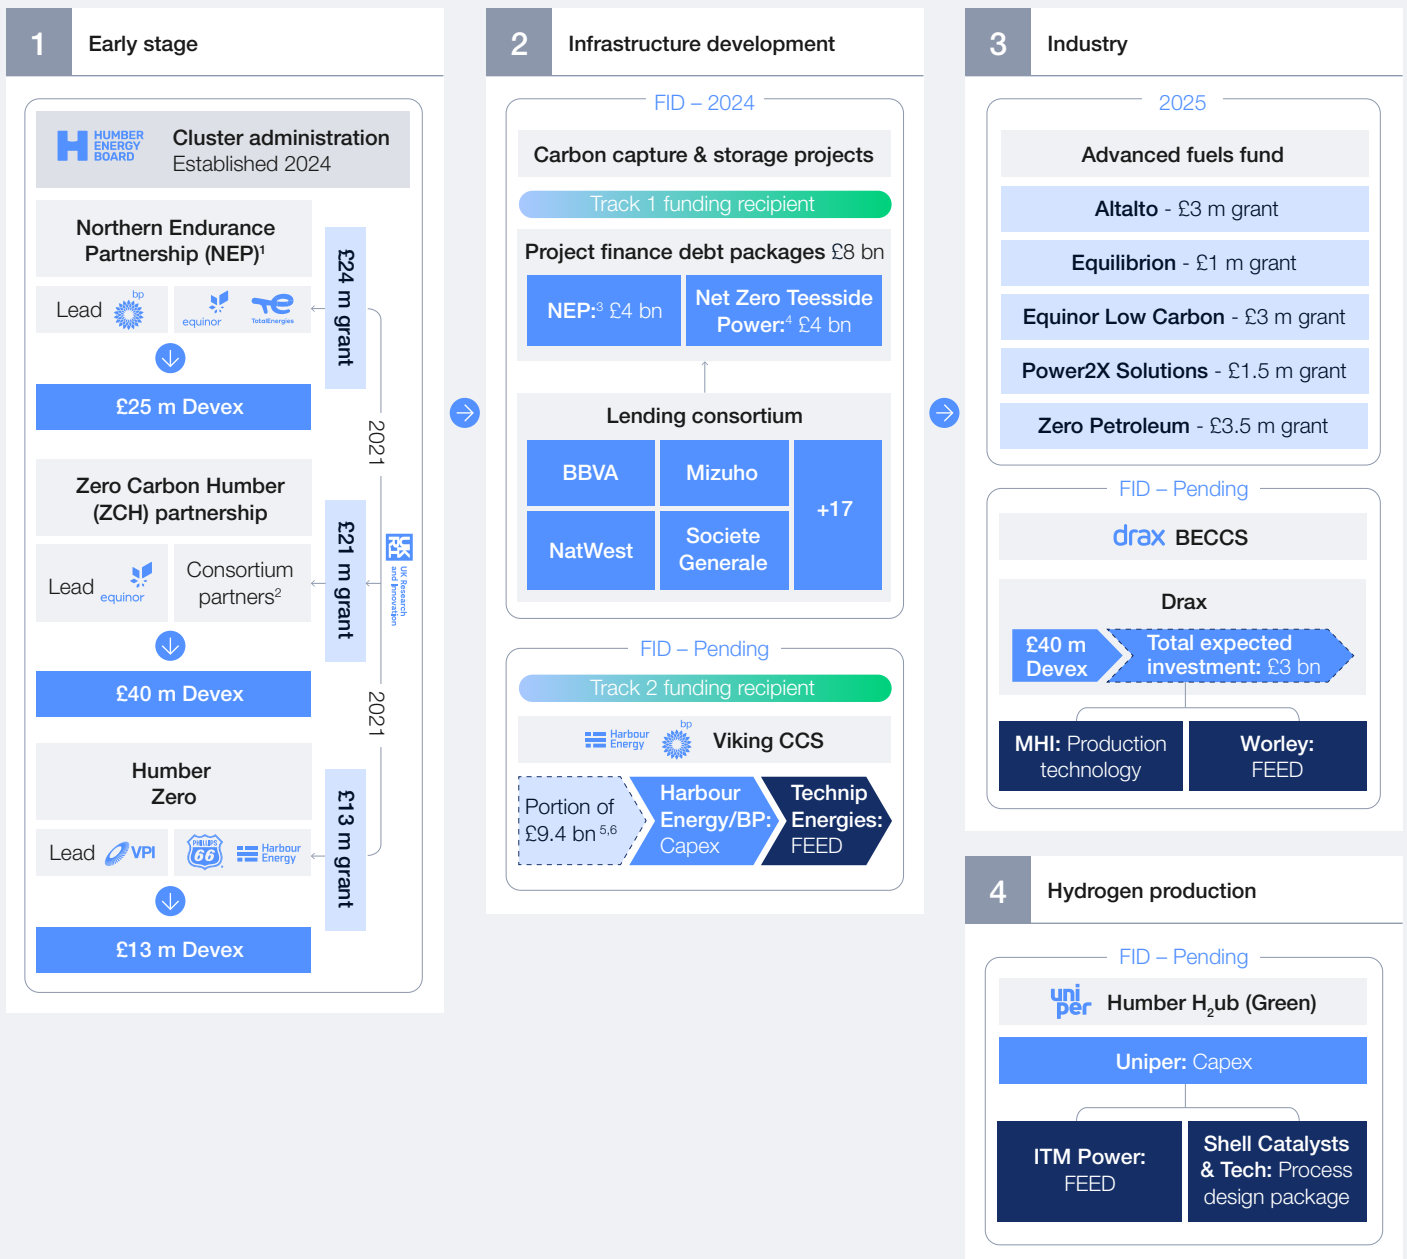 1
Early stage
HUMBER
ENERGY
BOARD
Cluster administration
Established 2024
Northern Endurance
Partnership (NEP)¹
Lead
bp
equinor
TotalEnergies
£24 m grant
£25 m Devex
2021
Zero Carbon Humber
(ZCH) partnership
Lead
equinor
Consortium
partners²
£21 m grant
UK
RI
UK Research
and Innovation
£40 m Devex
2021
Humber
Zero
Lead
VPI
PHILLIPS
66
Harbour
Energy
£13 m grant
£13 m Devex
2
Infrastructure development
FID – 2024
Carbon capture & storage projects
Track 1 funding recipient
Project finance debt packages £8 bn
NEP:³ £4 bn
Net Zero Teesside
Power:⁴ £4 bn
Lending consortium
BBVA
Mizuho
+17
NatWest
Societe
Generale
FID – Pending
Track 2 funding recipient
Harbour
Energy
bp
Viking CCS
Portion of
£9.4 bn ⁵,⁶
Harbour
Energy/BP:
Capex
Technip
Energies:
FEED
3
Industry
2025
Advanced fuels fund
Altalto - £3 m grant
Equilibrion - £1 m grant
Equinor Low Carbon - £3 m grant
Power2X Solutions - £1.5 m grant
Zero Petroleum - £3.5 m grant
FID – Pending
drax BECCS
Drax
£40 m
Devex
Total expected
investment: £3 bn
MHI: Production
technology
Worley:
FEED
4
Hydrogen production
FID – Pending
uni
per
Humber H₂ub (Green)
Uniper: Capex
ITM Power:
FEED
Shell Catalysts
& Tech: Process
design package